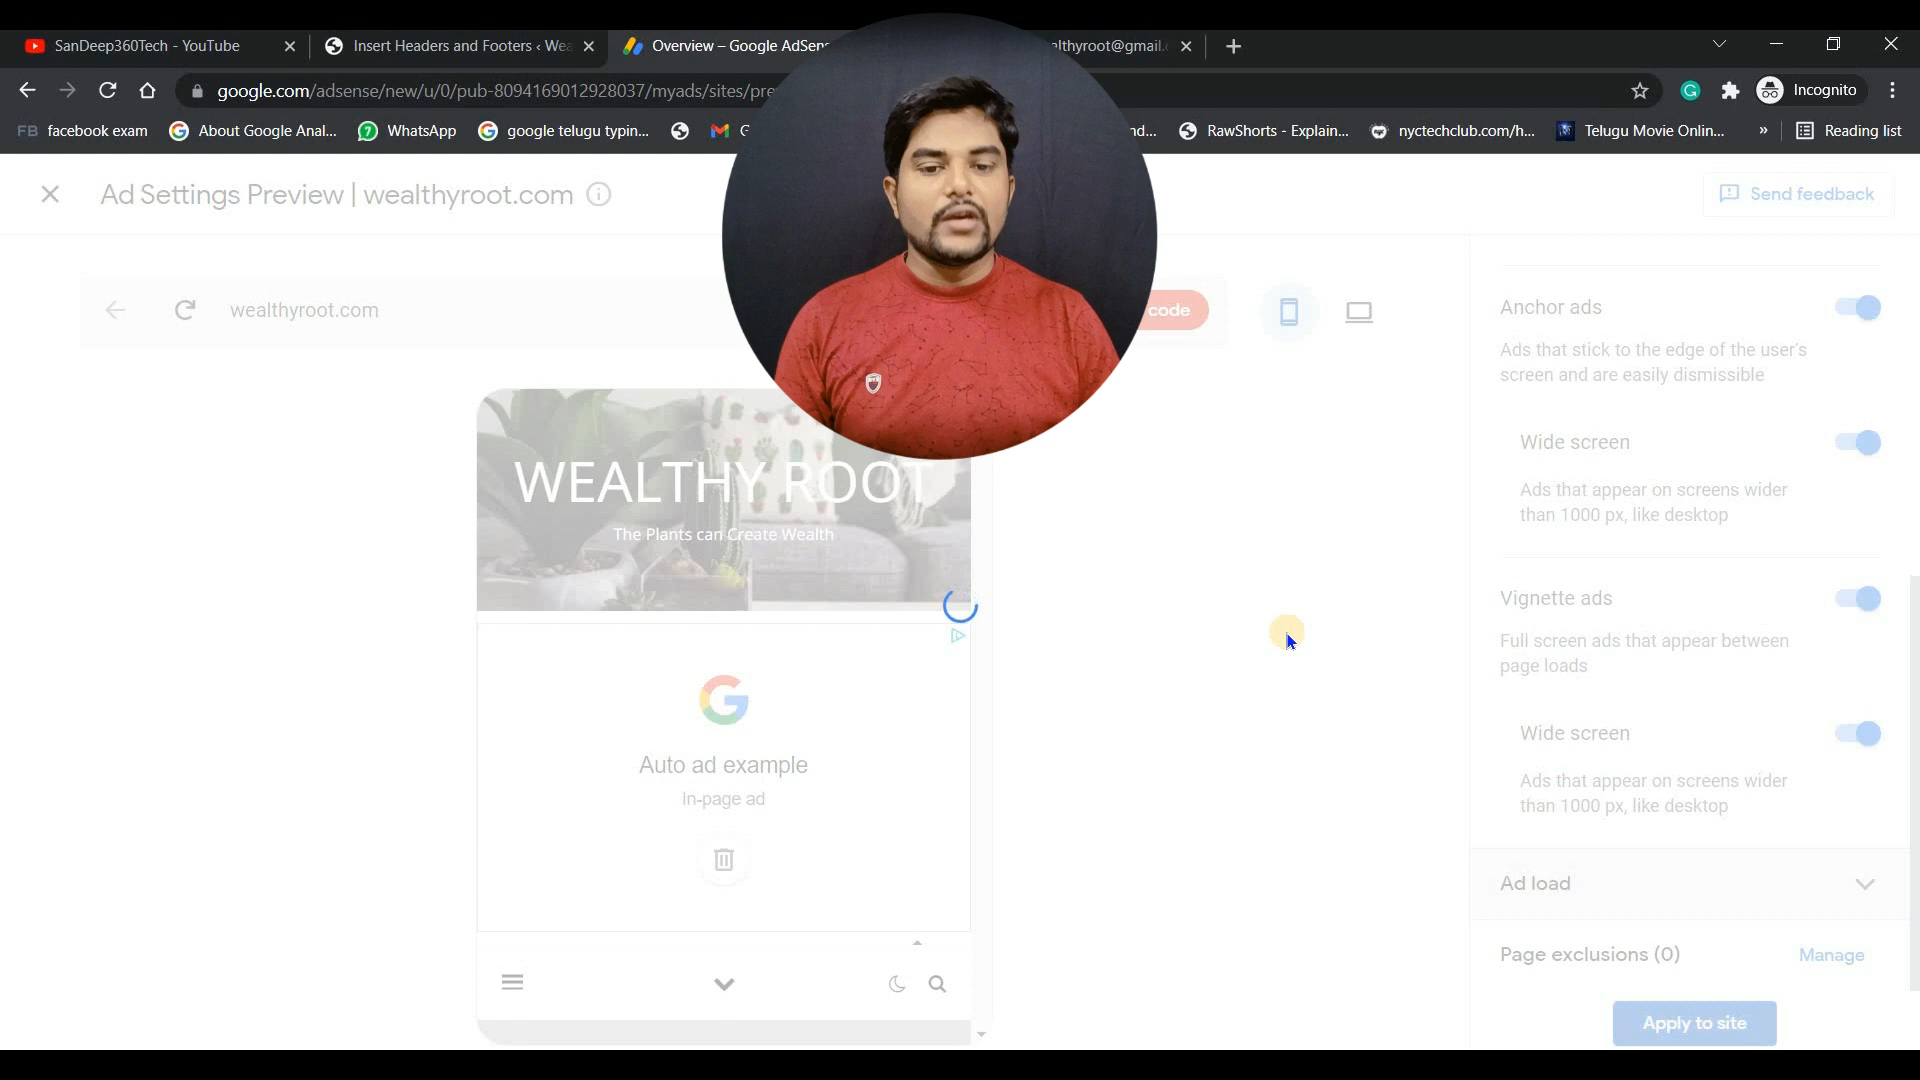 SanDeep360Tech - YouTube
Insert Headers and Footers ‹ Wea
Overview – Google AdSens
althyroot@gmail.c
google.com/adsense/new/u/0/pub-8094169012928037/myads/sites/pre
Incognito
FB facebook exam
About Google Anal...
WhatsApp
google telugu typin...
nd...
RawShorts - Explain...
nyctechclub.com/h...
Telugu Movie Onlin...
»
Reading list
Ad Settings Preview | wealthyroot.com
Send feedback
wealthyroot.com
code
Anchor ads
Ads that stick to the edge of the user's
screen and are easily dismissible
Wide screen
Ads that appear on screens wider
than 1000 px, like desktop
Vignette ads
Full screen ads that appear between
page loads
Wide screen
Ads that appear on screens wider
than 1000 px, like desktop
Ad load
Page exclusions (0)
Manage
Apply to site
WEALTHY ROOT
The Plants can Create Wealth
Auto ad example
In-page ad